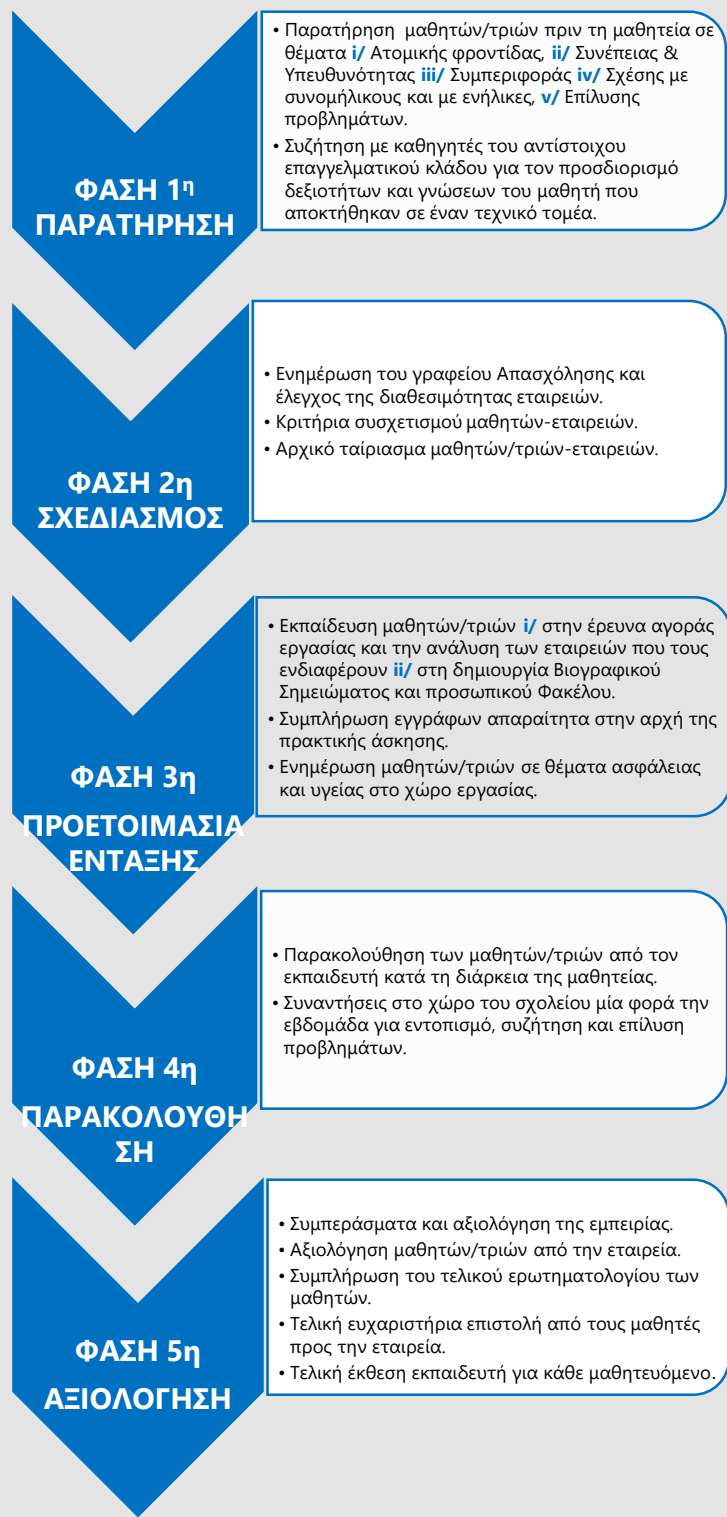 ΦΑΣΗ 1η
ΠΑΡΑΤΗΡΗΣΗ
• Παρατήρηση μαθητών/τριών πριν τη μαθητεία σε
θέματα i/ Ατομικής φροντίδας, ii/ Συνέπειας &
Υπευθυνότητας iii/ Συμπεριφοράς iv/ Σχέσης με
συνομήλικους και με ενήλικες, v/ Επίλυσης
προβλημάτων.
• Συζήτηση με καθηγητές του αντίστοιχου
επαγγελματικού κλάδου για τον προσδιορισμό
δεξιοτήτων και γνώσεων του μαθητή που
αποκτήθηκαν σε έναν τεχνικό τομέα.
ΦΑΣΗ 2η
ΣΧΕΔΙΑΣΜΟΣ
• Ενημέρωση του γραφείου Απασχόλησης και
έλεγχος της διαθεσιμότητας εταιρειών.
• Κριτήρια συσχετισμού μαθητών-εταιρειών.
• Αρχικό ταίριασμα μαθητών/τριών-εταιρειών.
ΦΑΣΗ 3η
ΠΡΟΕΤΟΙΜΑΣΙΑ
ΕΝΤΑΞΗΣ
• Εκπαίδευση μαθητών/τριών i/ στην έρευνα αγοράς
εργασίας και την ανάλυση των εταιρειών που τους
ενδιαφέρουν ii/ στη δημιουργία Βιογραφικού
Σημειώματος και προσωπικού Φακέλου.
• Συμπλήρωση εγγράφων απαραίτητα στην αρχή της
πρακτικής άσκησης.
• Ενημέρωση μαθητών/τριών σε θέματα ασφάλειας
και υγείας στο χώρο εργασίας.
ΦΑΣΗ 4η
ΠΑΡΑΚΟΛΟΥΘΗ
ΣΗ
• Παρακολούθηση των μαθητών/τριών από τον
εκπαιδευτή κατά τη διάρκεια της μαθητείας.
• Συναντήσεις στο χώρο του σχολείου μία φορά την
εβδομάδα για εντοπισμό, συζήτηση και επίλυση
προβλημάτων.
ΦΑΣΗ 5η
ΑΞΙΟΛΟΓΗΣΗ
• Συμπεράσματα και αξιολόγηση της εμπειρίας.
• Αξιολόγηση μαθητών/τριών από την εταιρεία.
• Συμπλήρωση του τελικού ερωτηματολογίου των
μαθητών.
• Τελική ευχαριστήρια επιστολή από τους μαθητές
προς την εταιρεία.
• Τελική έκθεση εκπαιδευτή για κάθε μαθητευόμενο.